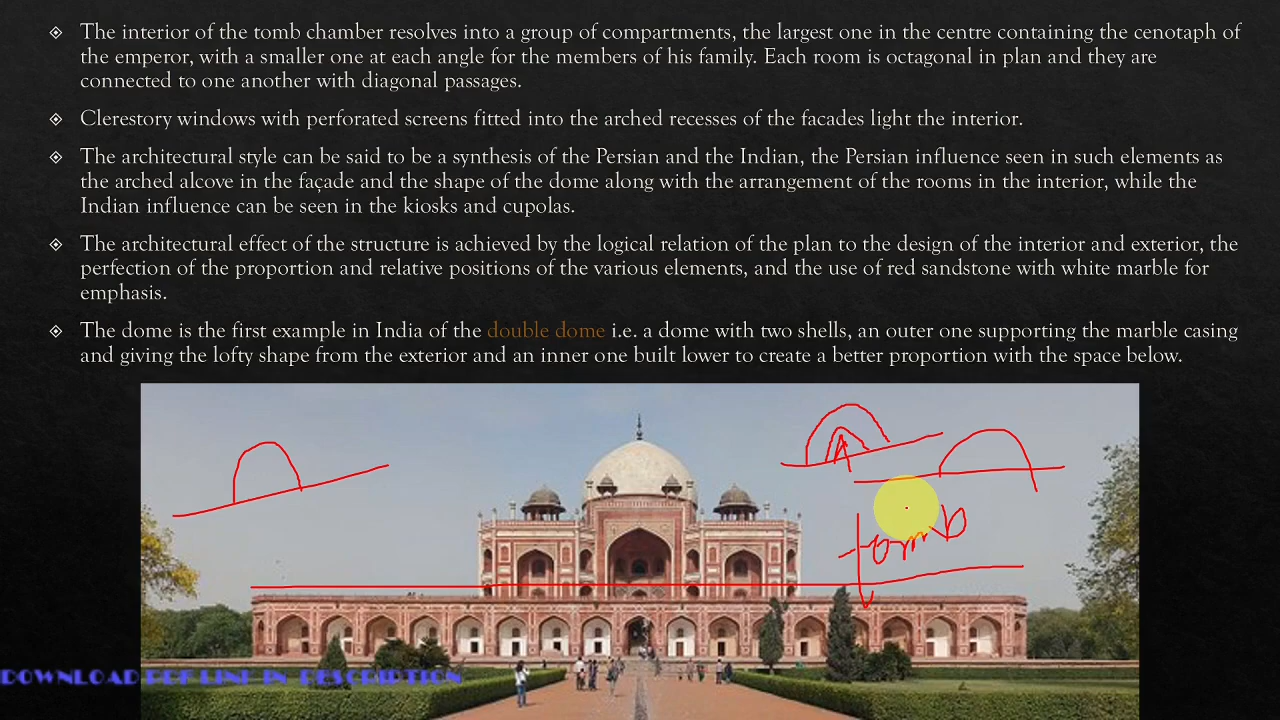 The interior of the tomb chamber resolves into a group of compartments, the largest one in the centre containing the cenotaph of
the emperor, with a smaller one at each angle for the members of his family. Each room is octagonal in plan and they are
connected to one another with diagonal passages.
Clerestory windows with perforated screens fitted into the arched recesses of the facades light the interior.
The architectural style can be said to be a synthesis of the Persian and the Indian, the Persian influence seen in such elements as
the arched alcove in the façade and the shape of the dome along with the arrangement of the rooms in the interior, while the
Indian influence can be seen in the kiosks and cupolas.
The architectural effect of the structure is achieved by the logical relation of the plan to the design of the interior and exterior, the
perfection of the proportion and relative positions of the various elements, and the use of red sandstone with white marble for
emphasis.
The dome is the first example in India of the double dome i.e. a dome with two shells, an outer one supporting the marble casing
and giving the lofty shape from the exterior and an inner one built lower to create a better proportion with the space below.
tomb
DOWNLOAD PDF LINK IN DESCRIPTION